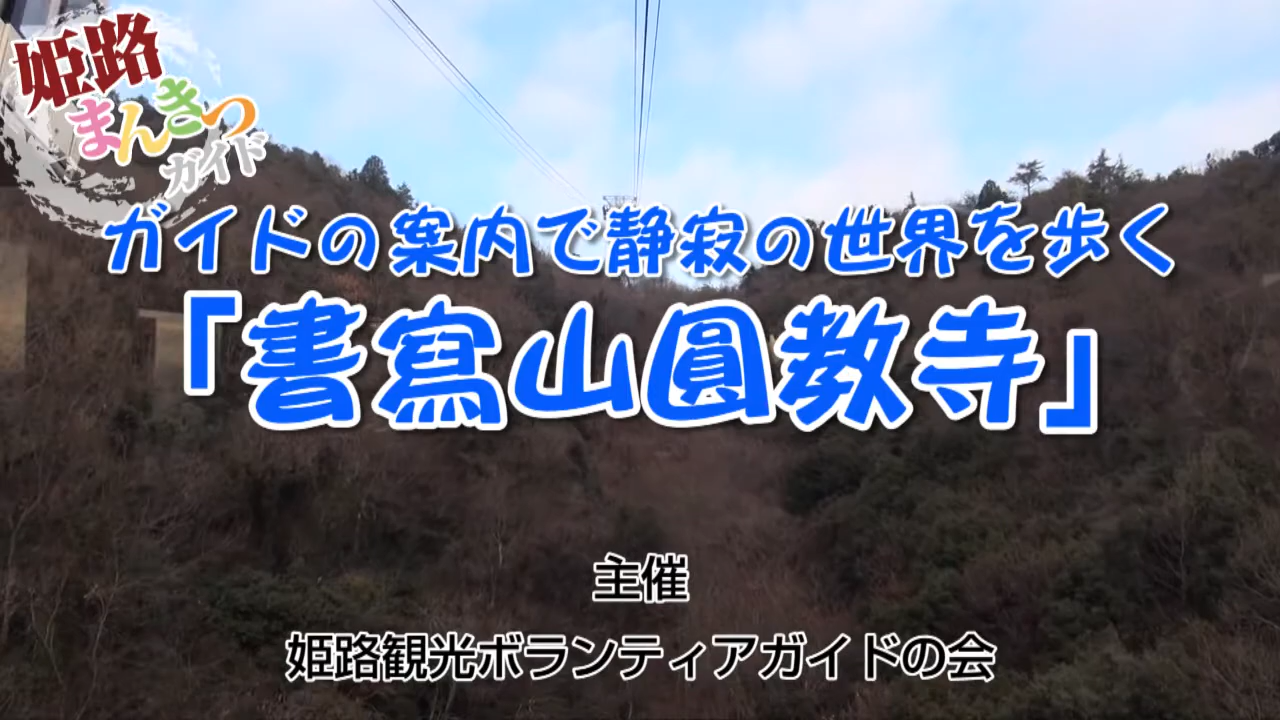 姫路
まんきつ
ガイド
ガイドの案内で静寂の世界を歩く
「書寫山圓教寺」
主催
姫路観光ボランティアガイドの会